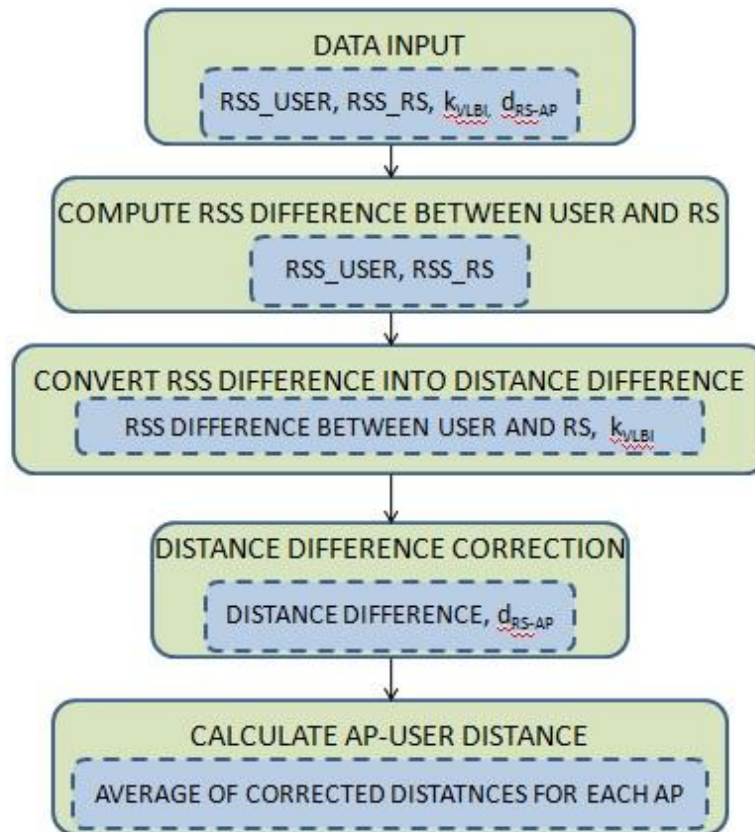 DATA INPUT
RSS_USER, RSS_RS, kVLBI, dRS-AP
COMPUTE RSS DIFFERENCE BETWEEN USER AND RS
RSS_USER, RSS_RS
CONVERT RSS DIFFERENCE INTO DISTANCE DIFFERENCE
RSS DIFFERENCE BETWEEN USER AND RS, kVLBI
DISTANCE DIFFERENCE CORRECTION
DISTANCE DIFFERENCE, dRS-AP
CALCULATE AP-USER DISTANCE
AVERAGE OF CORRECTED DISTATNCES FOR EACH AP